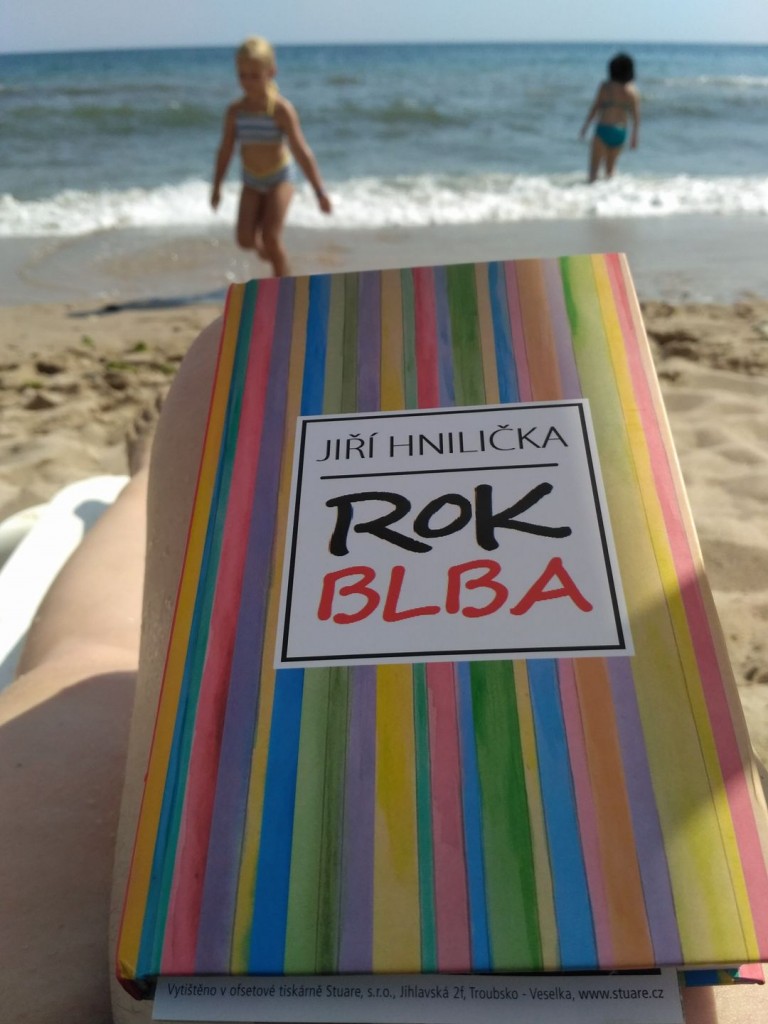 JIŘÍ HNILIČKA
ROK
BLBA
Vytištěno v ofsetové tiskárně Stuare, s.r.o., Jihlavská 2f, Troubsko - Veselka, www.stuare.cz